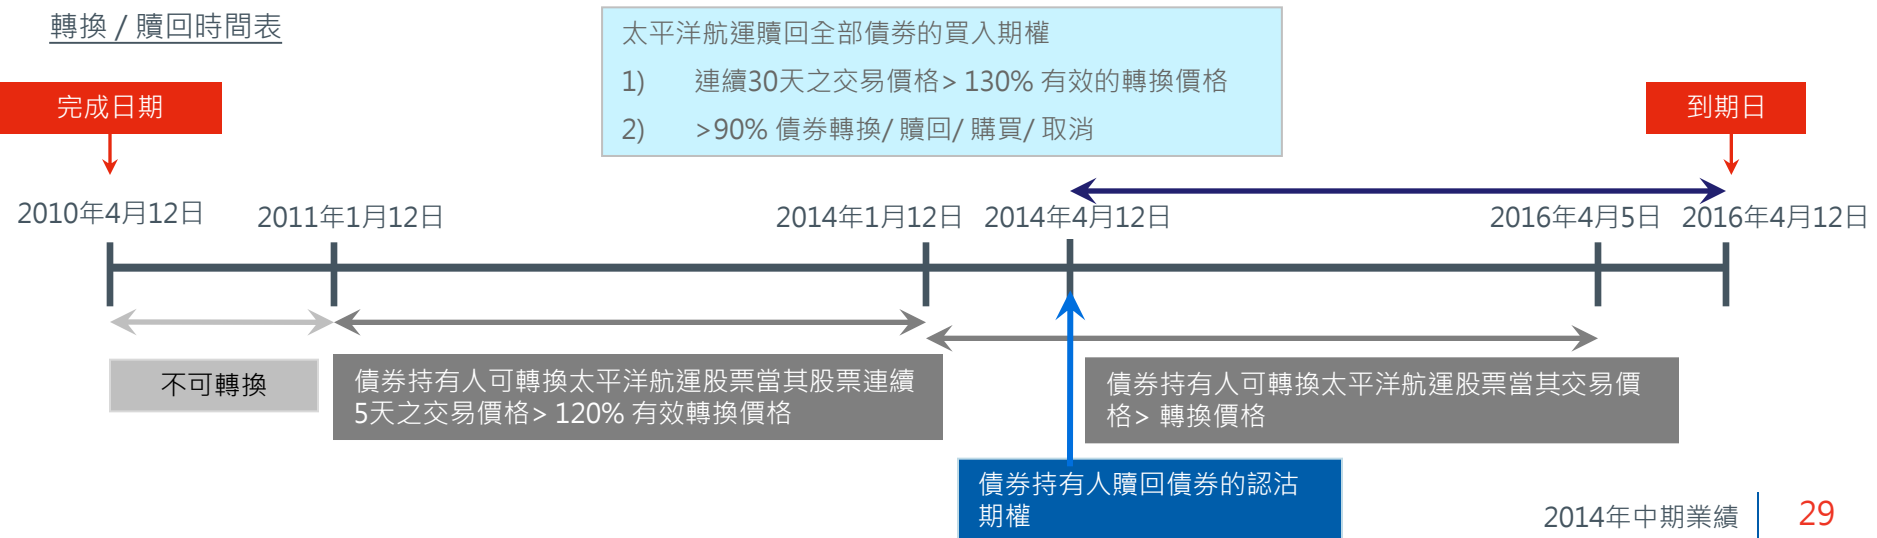 轉換 / 贖回時間表
太平洋航運贖回全部債券的買入期權
1) 連續30天之交易價格> 130% 有效的轉換價格
2) >90% 債券轉換/ 贖回/ 購買/ 取消
完成日期
到期日
2010年4月12日
2011年1月12日
2014年1月12日
2014年4月12日
2016年4月5日
2016年4月12日
不可轉換
債券持有人可轉換太平洋航運股票當其股票連續
5天之交易價格> 120% 有效轉換價格
債券持有人可轉換太平洋航運股票當其交易價
格> 轉換價格
債券持有人贖回債券的認沽
期權
2014年中期業績
29